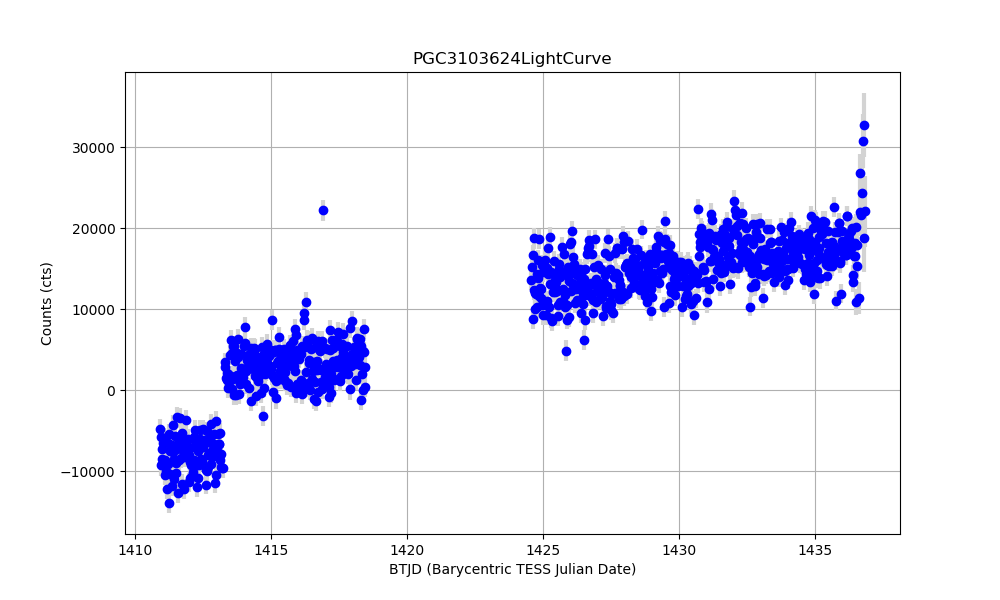 PGC3103624LightCurve
Counts (cts)
30000
20000
10000
0
−10000
1410 1415 1420 1425 1430 1435
BTJD (Barycentric TESS Julian Date)